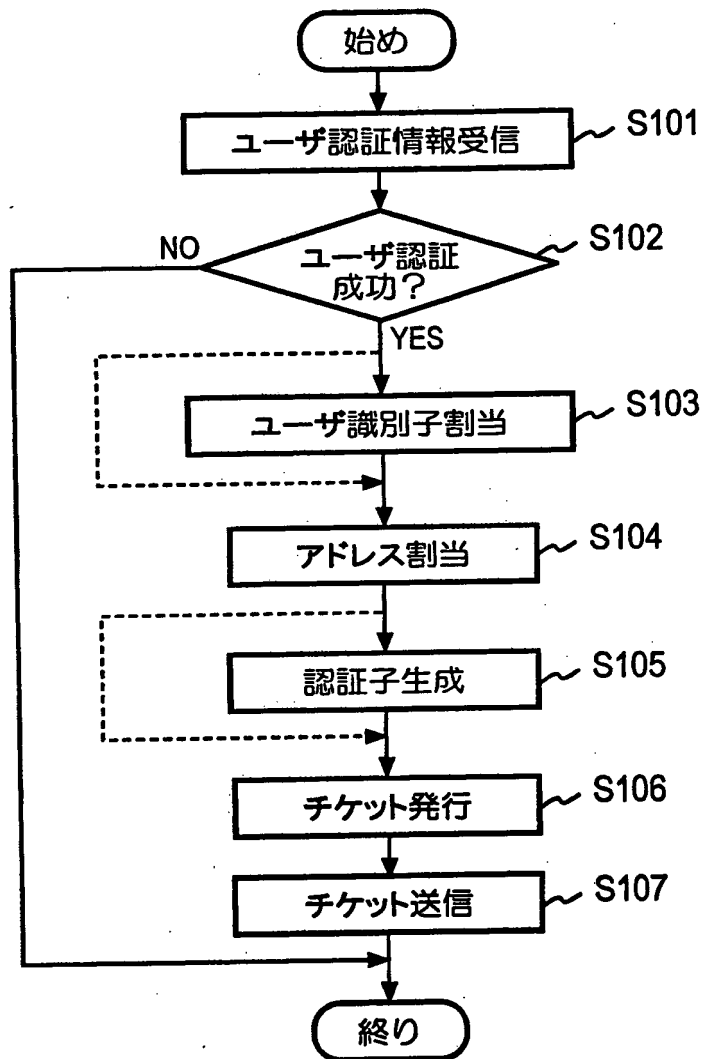 始め
ユーザ認証情報受信
S101
ユーザ認証
成功?
S102
NO
YES
ユーザ識別子割当
S103
アドレス割当
S104
認証子生成
S105
チケット発行
S106
チケット送信
S107
終り